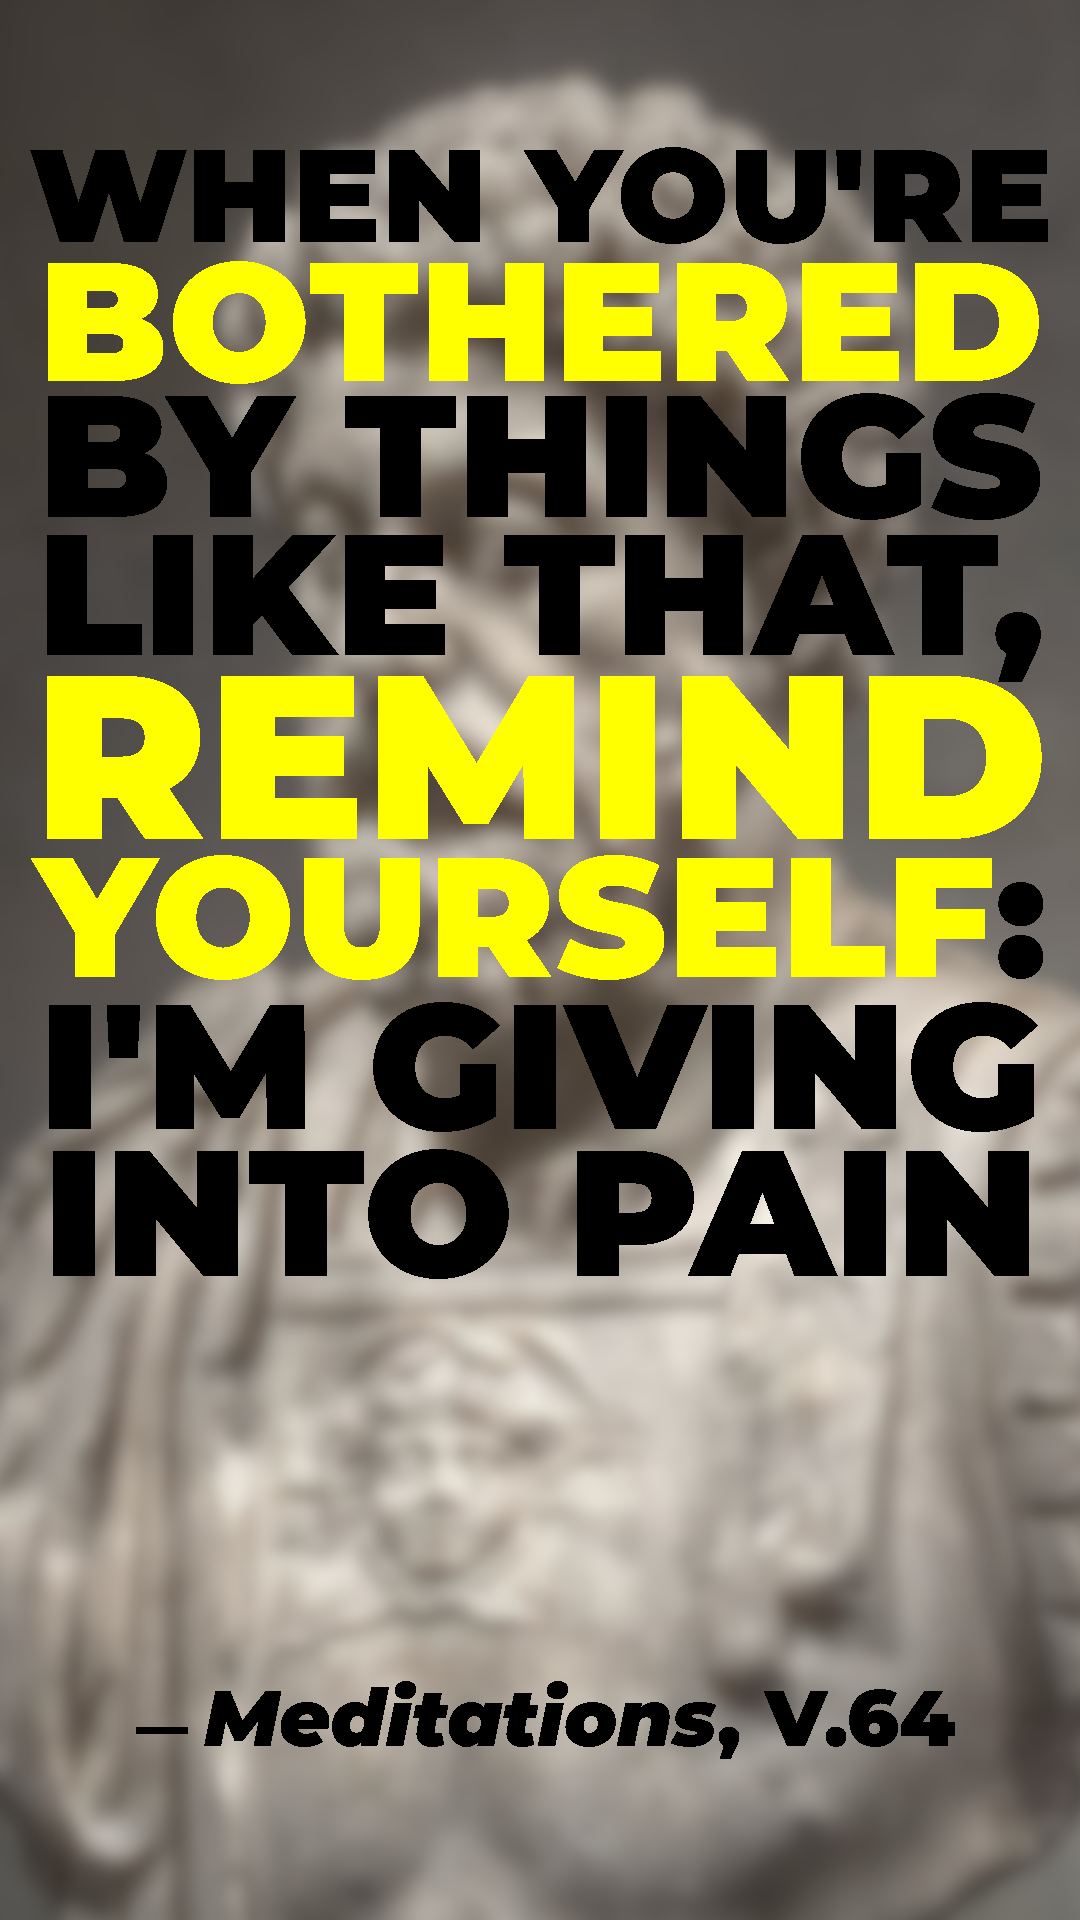 WHEN YOU'RE
BOTHERED
BY THINGS
LIKE THAT,
REMIND
YOURSELF:
I'M GIVING
INTO PAIN
— Meditations, V.64